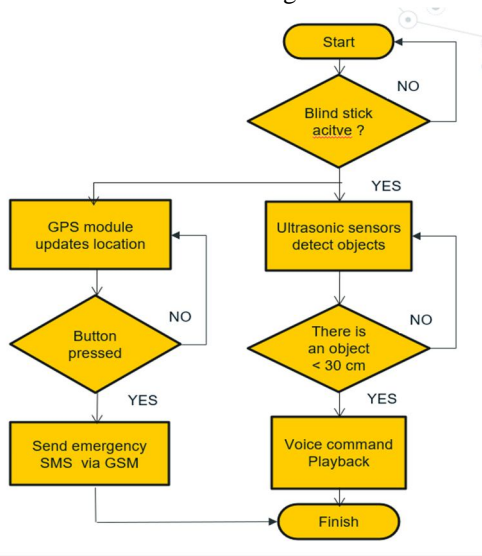 Start
NO
Blind stick
acitve ?
YES
GPS module
updates location
Ultrasonic sensors
detect objects
NO
Button
pressed
NO
There is
an object
< 30 cm
YES
YES
Send emergency
SMS via GSM
Voice command
Playback
Finish